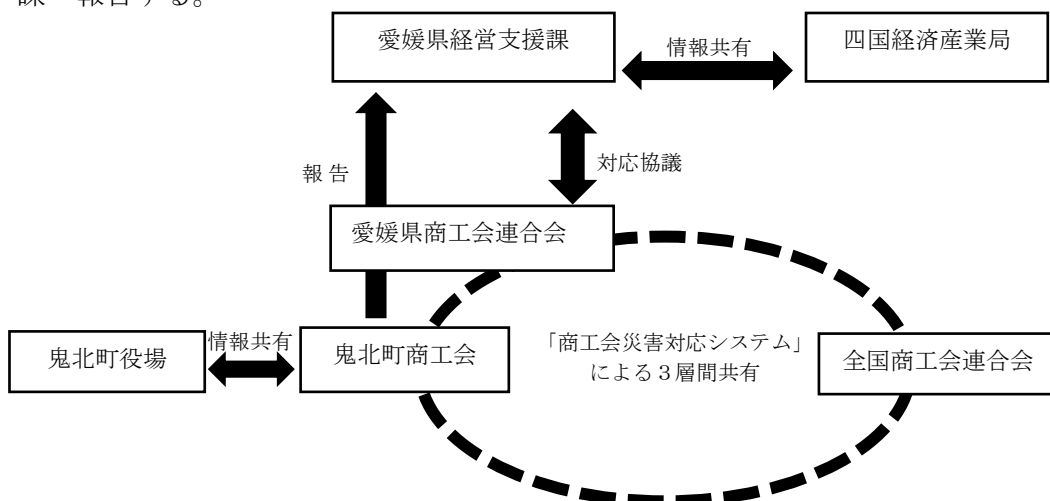 報告する。
愛媛県経営支援課
情報共有
四国経済産業局
報 告
対応協議
愛媛県商工会連合会
鬼北町役場
情報共有
鬼北町商工会
「商工会災害対応システム」
による３層間共有
全国商工会連合会